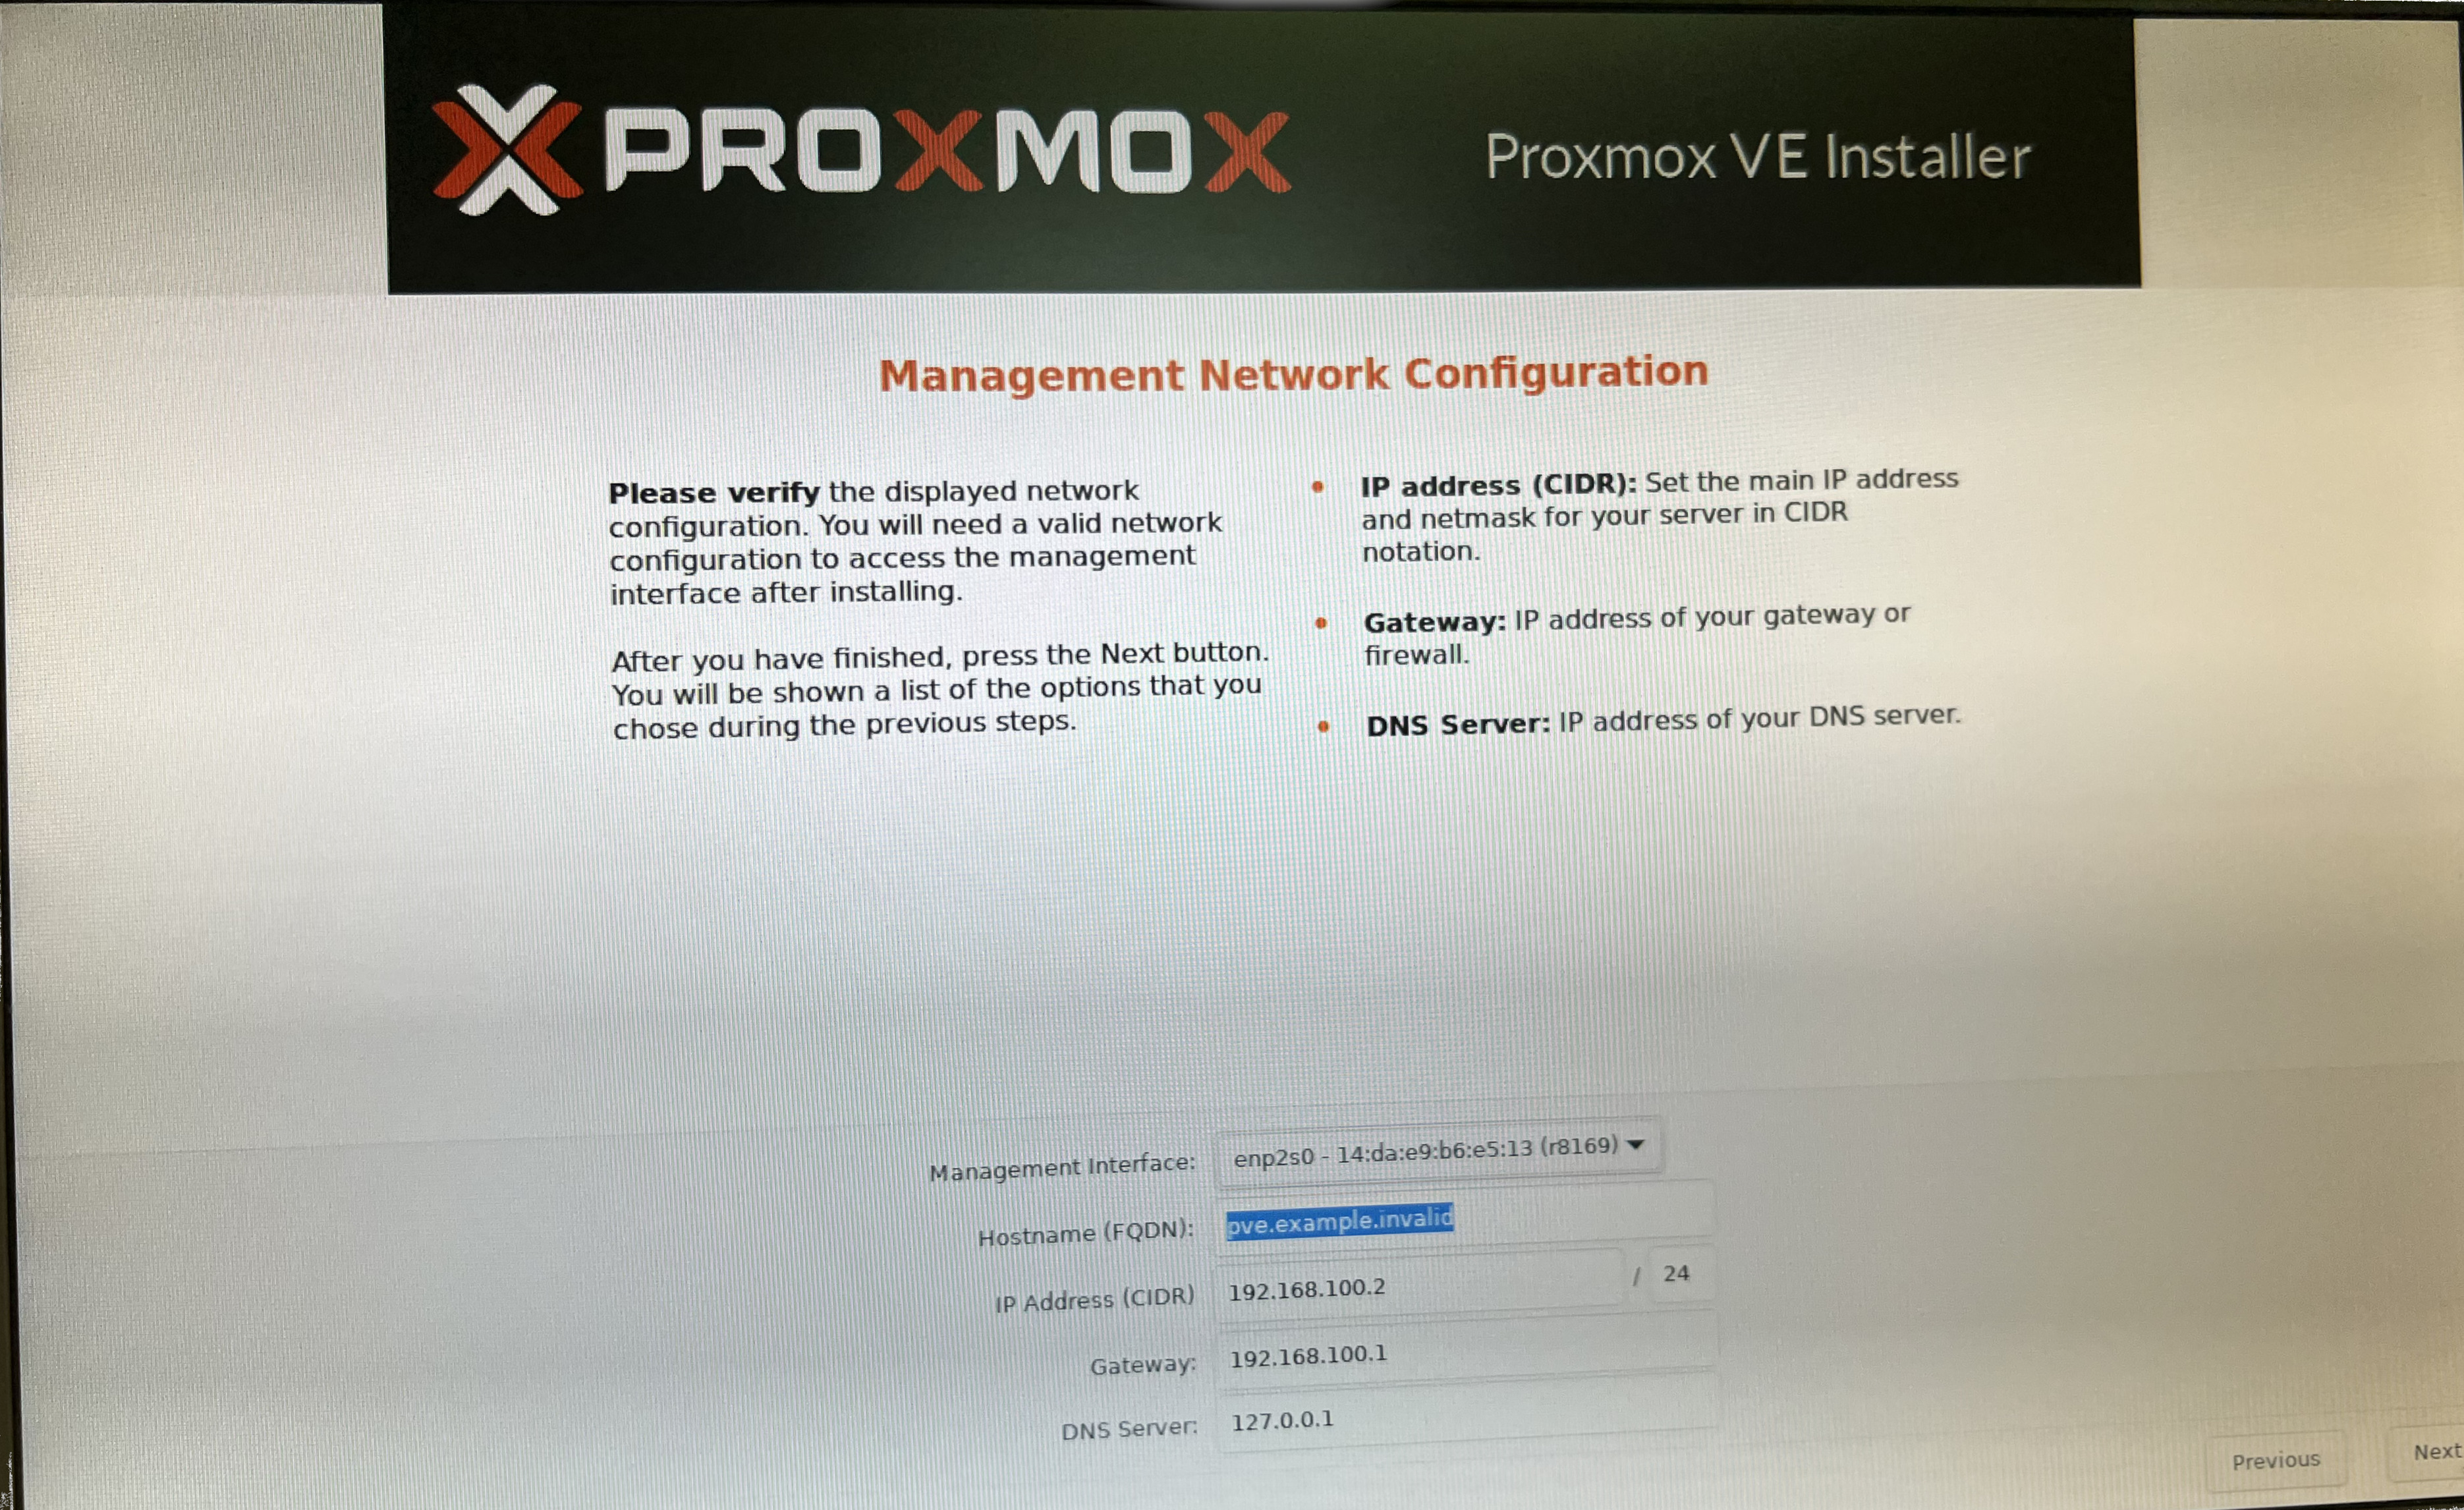 PROXMOX
Proxmox VE Installer
Management Network Configuration
Please verify the displayed network
configuration. You will need a valid network
configuration to access the management
interface after installing.
After you have finished, press the Next button.
You will be shown a list of the options that you
chose during the previous steps.
• IP address (CIDR): Set the main IP address
and netmask for your server in CIDR
notation.
• Gateway: IP address of your gateway or
firewall.
• DNS Server: IP address of your DNS server.
Management Interface: enp2s0 - 14:da:e9:b6:e5:13 (r8169)
Hostname (FQDN): pve.example.invalid
IP Address (CIDR) 192.168.100.2 / 24
Gateway: 192.168.100.1
DNS Server: 127.0.0.1
Previous Next